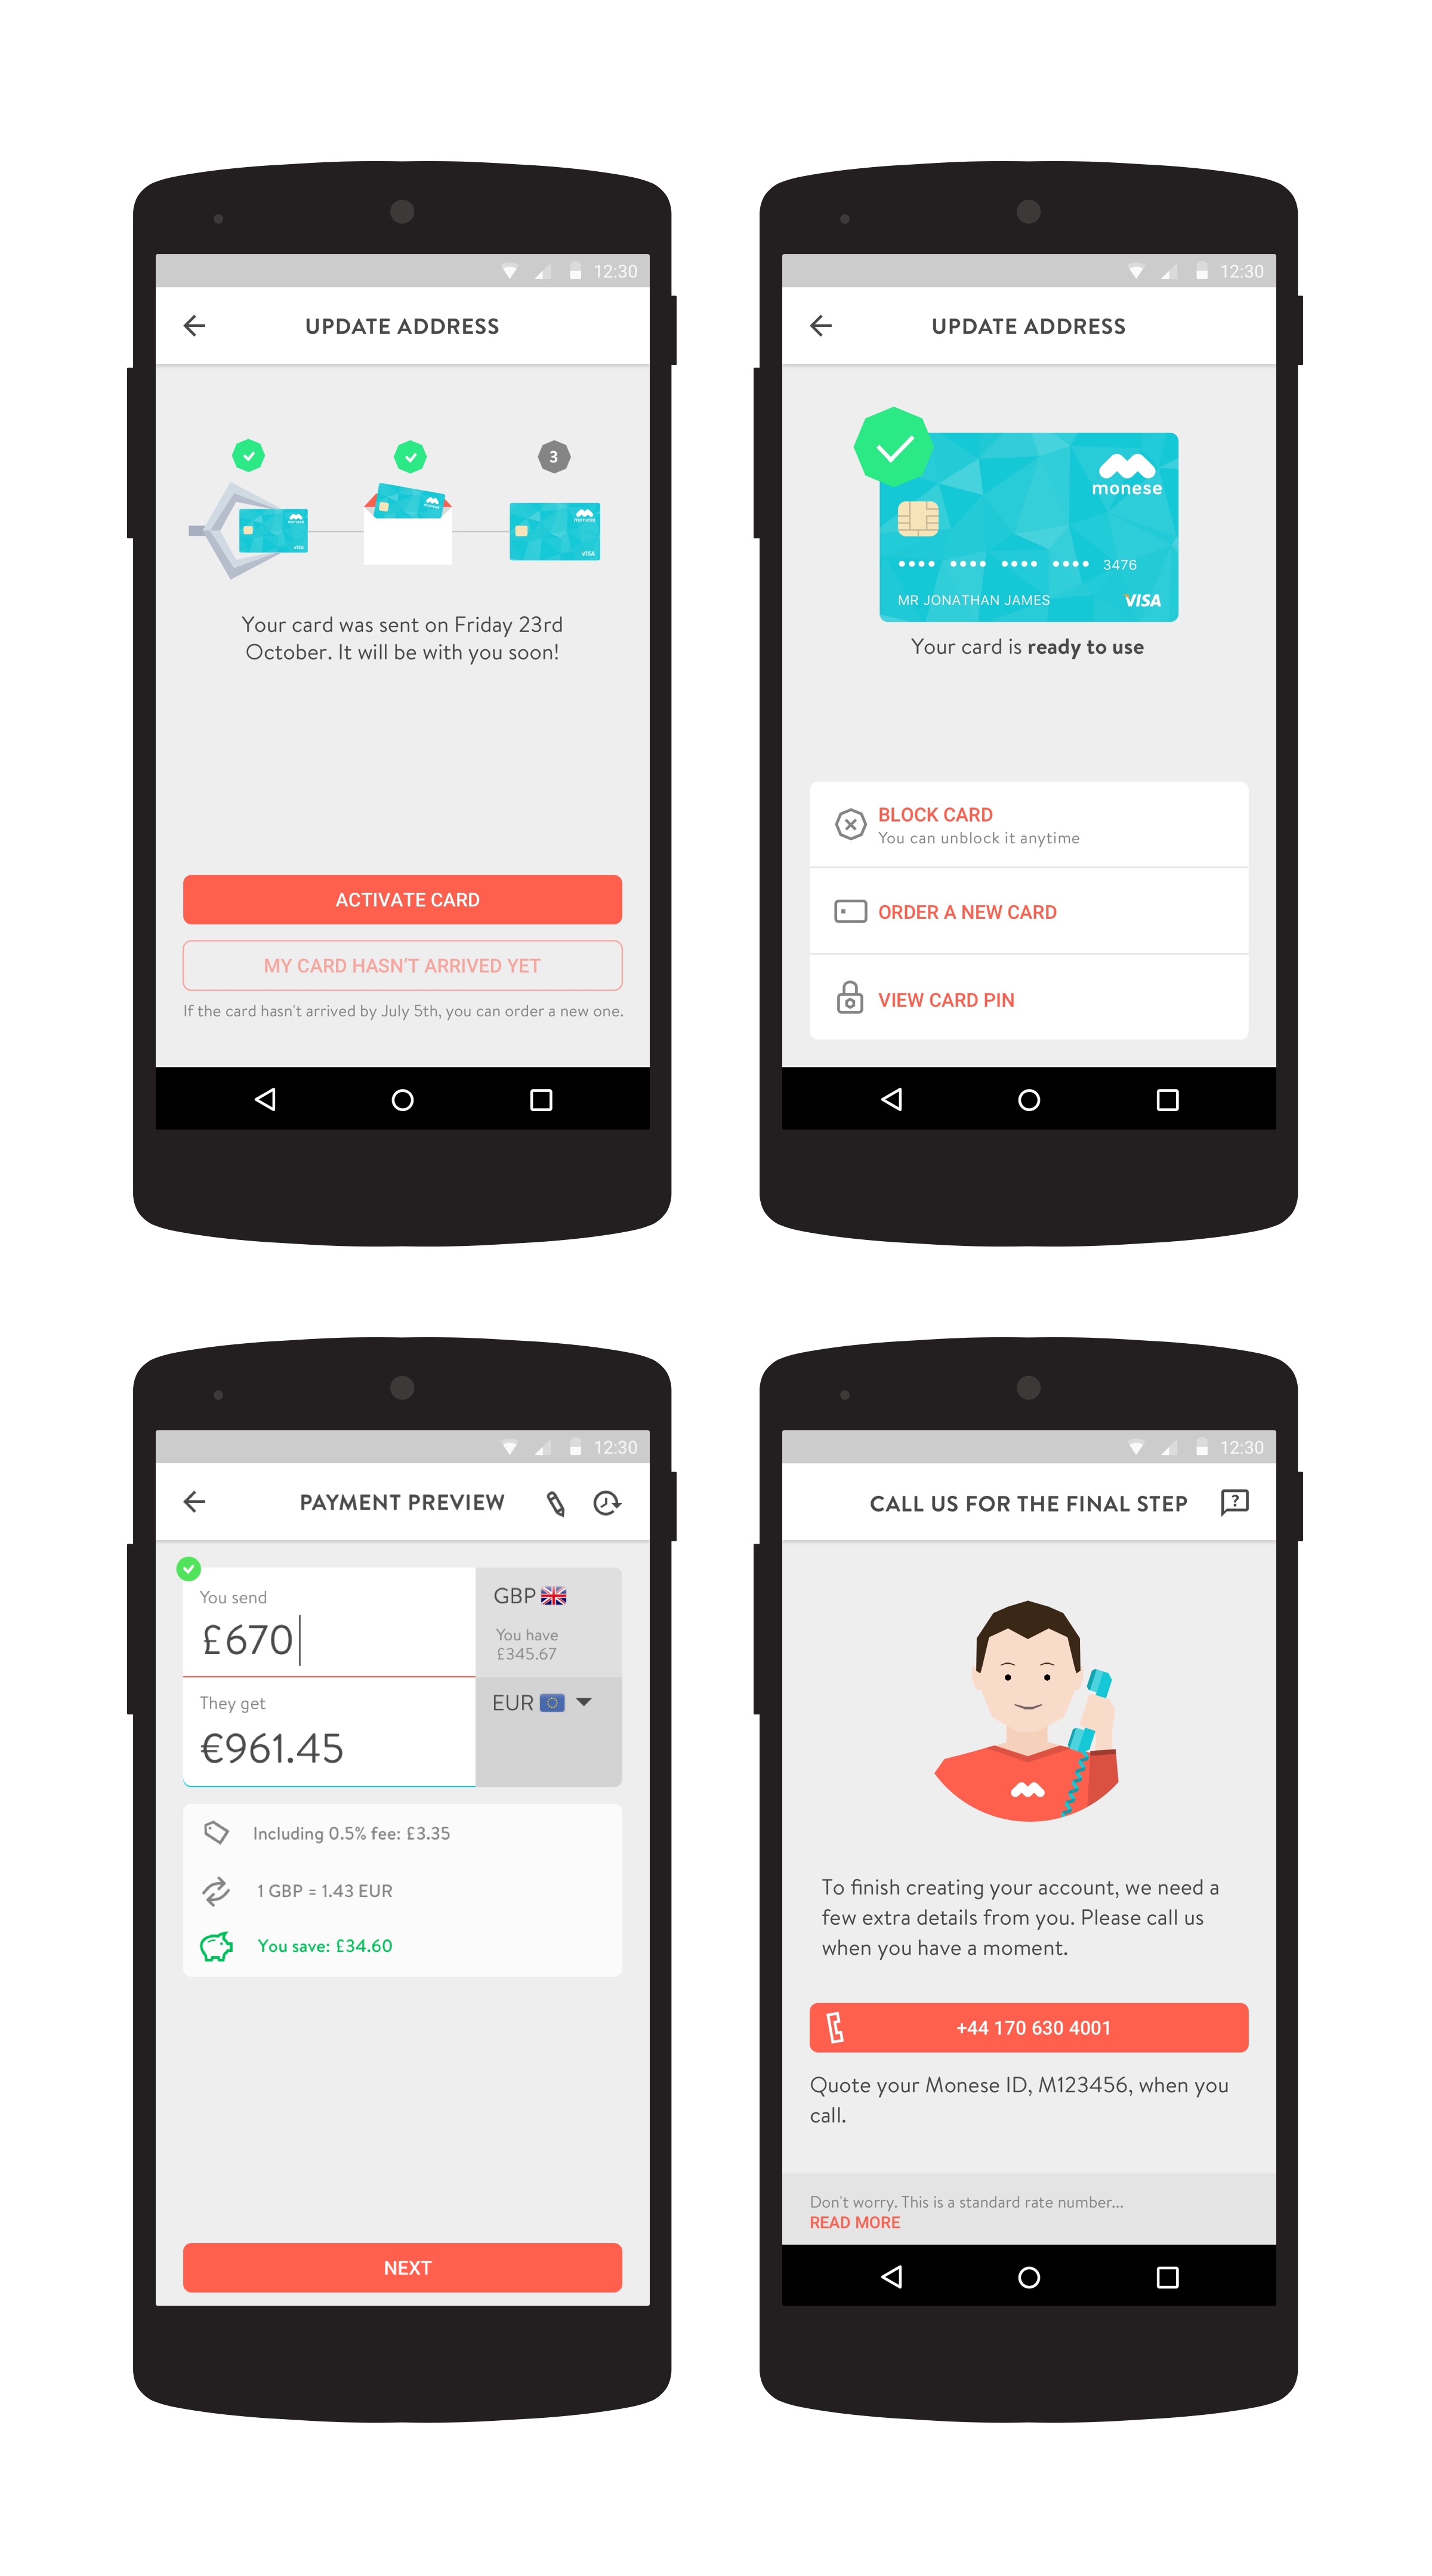 12:30
UPDATE ADDRESS
3
monese
VISA
monese
monese
VISA
Your card was sent on Friday 23rd
October. It will be with you soon!
ACTIVATE CARD
MY CARD HASN'T ARRIVED YET
If the card hasn't arrived by July 5th, you can order a new one.
12:30
UPDATE ADDRESS
monese
•••• •••• •••• •••• 3476
MR JONATHAN JAMES VISA
Your card is ready to use
BLOCK CARD
You can unblock it anytime
ORDER A NEW CARD
VIEW CARD PIN
12:30
PAYMENT PREVIEW
You send
£670
GBP
You have
£345.67
They get
€961.45
EUR
Including 0.5% fee: £3.35
1 GBP = 1.43 EUR
You save: £34.60
NEXT
12:30
CALL US FOR THE FINAL STEP
?
To finish creating your account, we need a
few extra details from you. Please call us
when you have a moment.
+44 170 630 4001
Quote your Monese ID, M123456, when you
call.
Don't worry. This is a standard rate number...
READ MORE